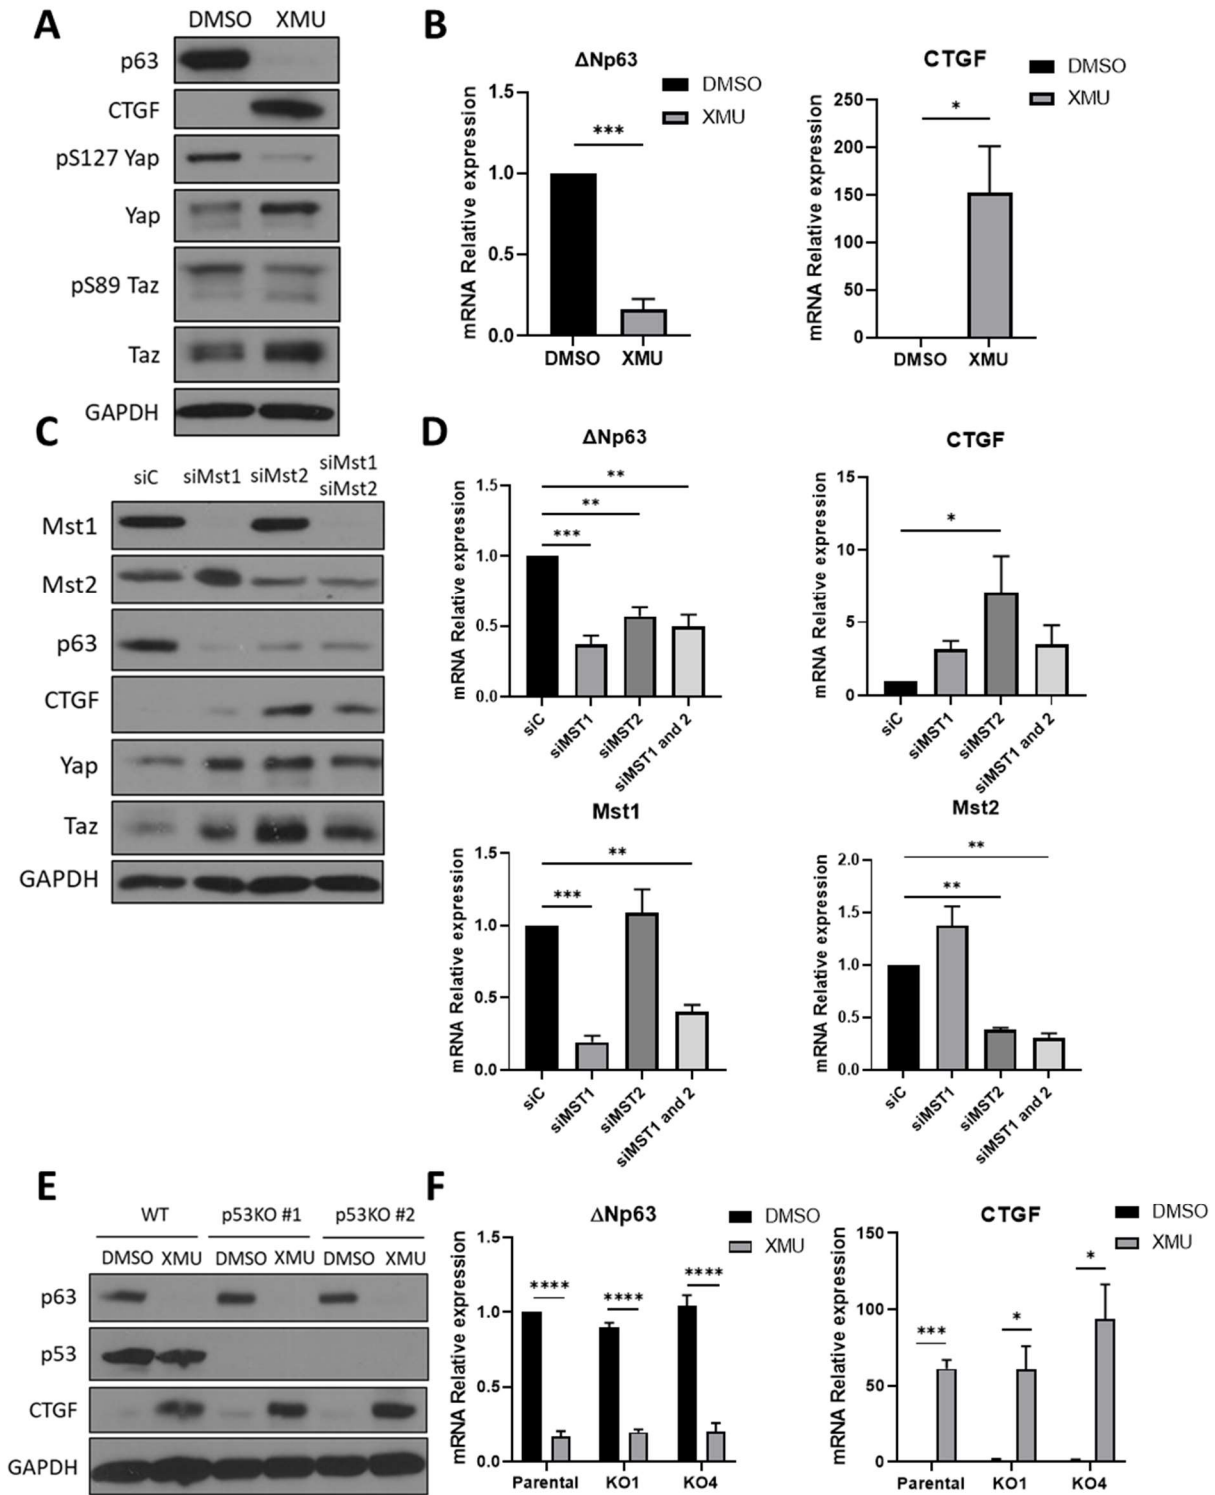 A
DMSO XMU
p63
CTGF
pS127 Yap
Yap
pS89 Taz
Taz
GAPDH
B
ΔNp63
DMSO
XMU
mRNA Relative expression
1.5
1.0
0.5
0.0
***
DMSO XMU
CTGF
DMSO
XMU
mRNA Relative expression
250
200
150
100
50
0
*
DMSO XMU
C
siC siMst1 siMst2 siMst1
siMst2
Mst1
Mst2
p63
CTGF
Yap
Taz
GAPDH
D
ΔNp63
mRNA Relative expression
1.5
1.0
0.5
0.0
**
**
***
siC siMST1 siMST2 siMST1 and 2
CTGF
mRNA Relative expression
15
10
5
0
*
siC siMST1 siMST2 siMST1 and 2
Mst1
mRNA Relative expression
1.5
1.0
0.5
0.0
**
***
siC siMST1 siMST2 siMST1 and 2
Mst2
mRNA Relative expression
2.0
1.5
1.0
0.5
0.0
**
**
siC siMST1 siMST2 siMST1 and 2
E
WT p53KO #1 p53KO #2
DMSO XMU DMSO XMU DMSO XMU
p63
p53
CTGF
GAPDH
F
ΔNp63
DMSO
XMU
mRNA Relative expression
1.5
1.0
0.5
0.0
**** **** ****
Parental KO1 KO4
CTGF
DMSO
XMU
mRNA Relative expression
150
100
50
0
*** * *
Parental KO1 KO4